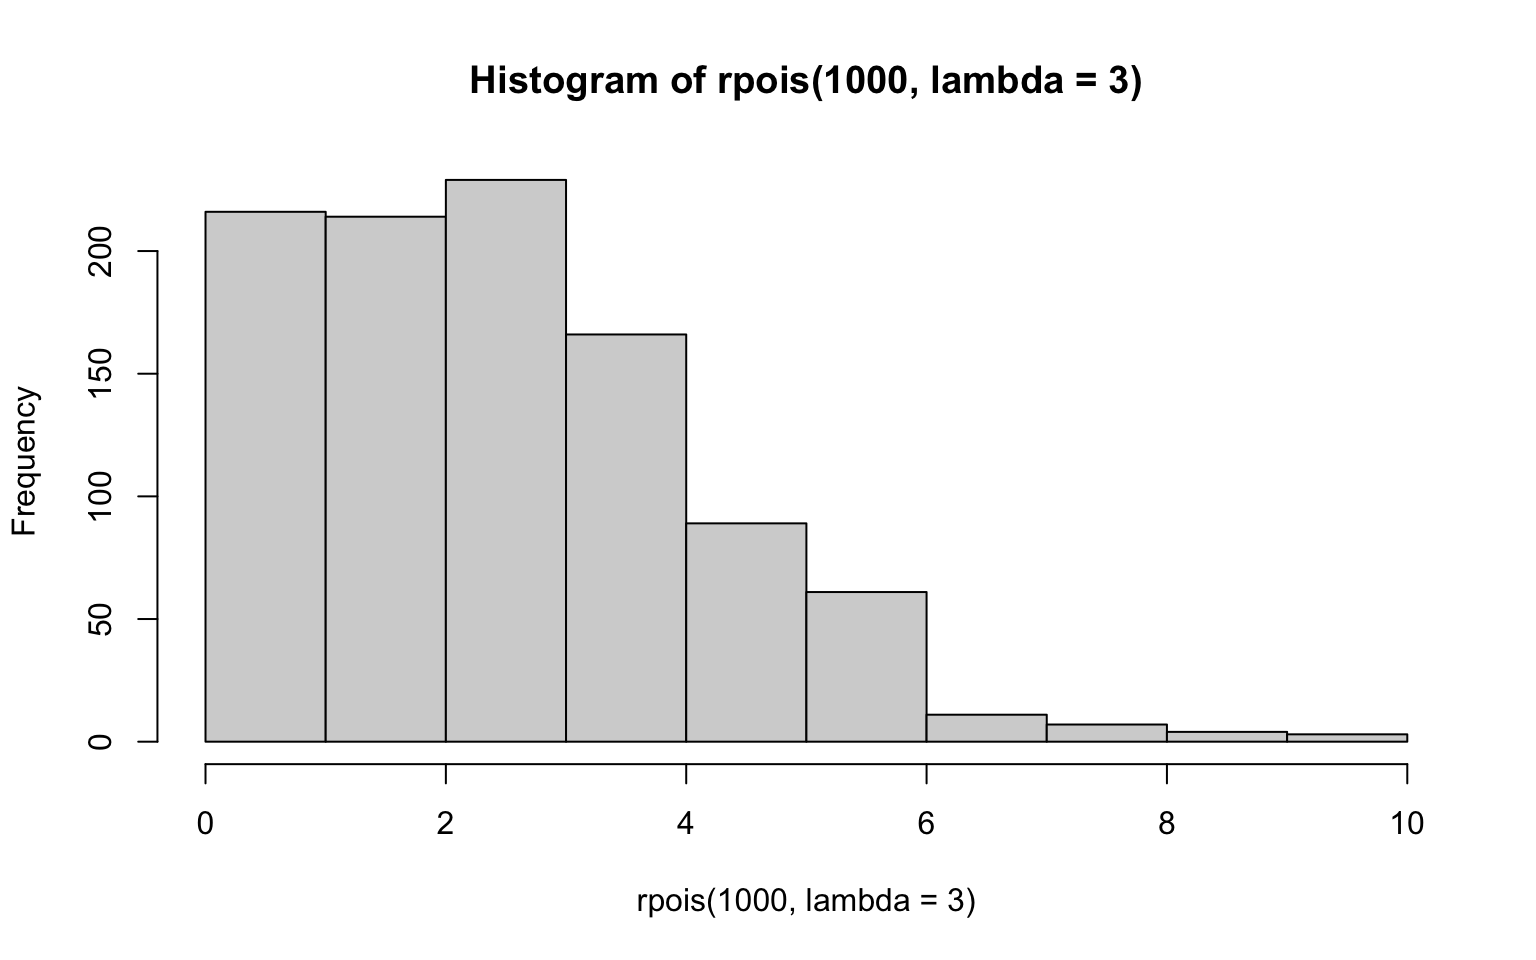 Histogram of rpois(1000, lambda = 3)
Frequency
200
150
100
50
0
0 2 4 6 8 10
rpois(1000, lambda = 3)